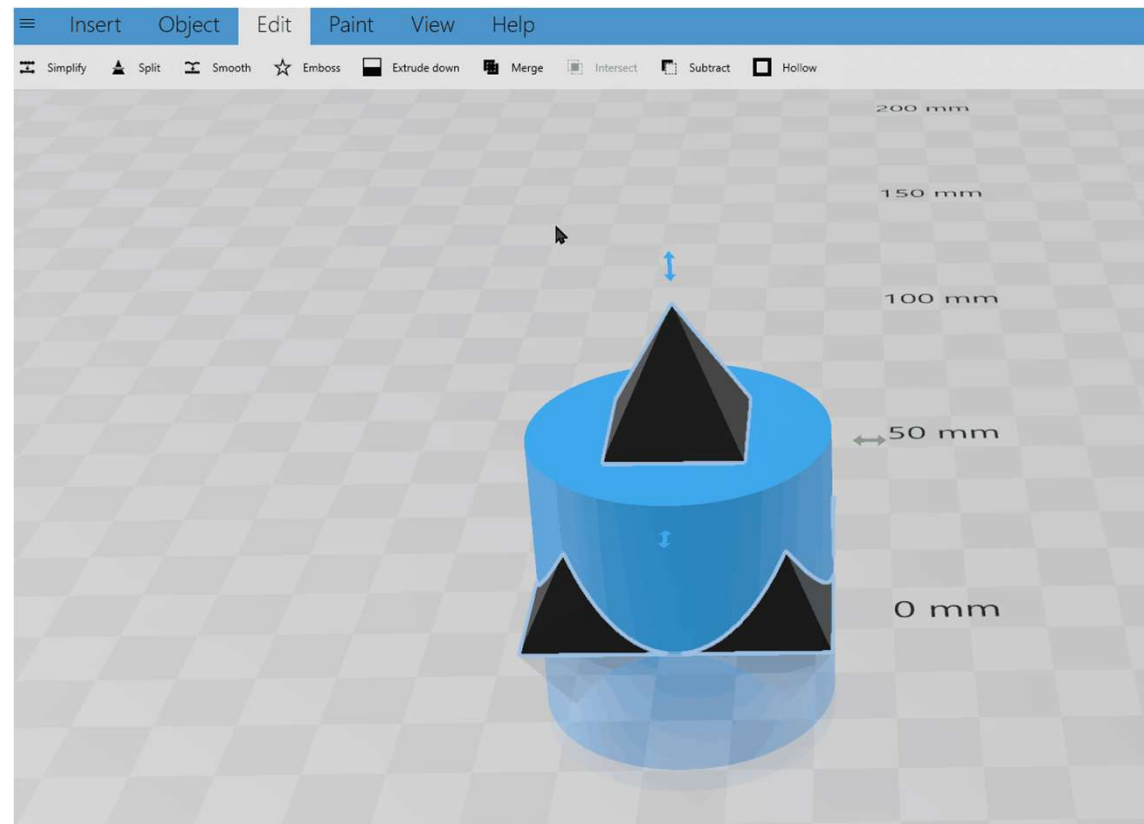 Insert Object Edit Paint View Help
Simplify Split Smooth Emboss Extrude down Merge Intersect Subtract Hollow
200 mm
150 mm
100 mm
50 mm
0 mm